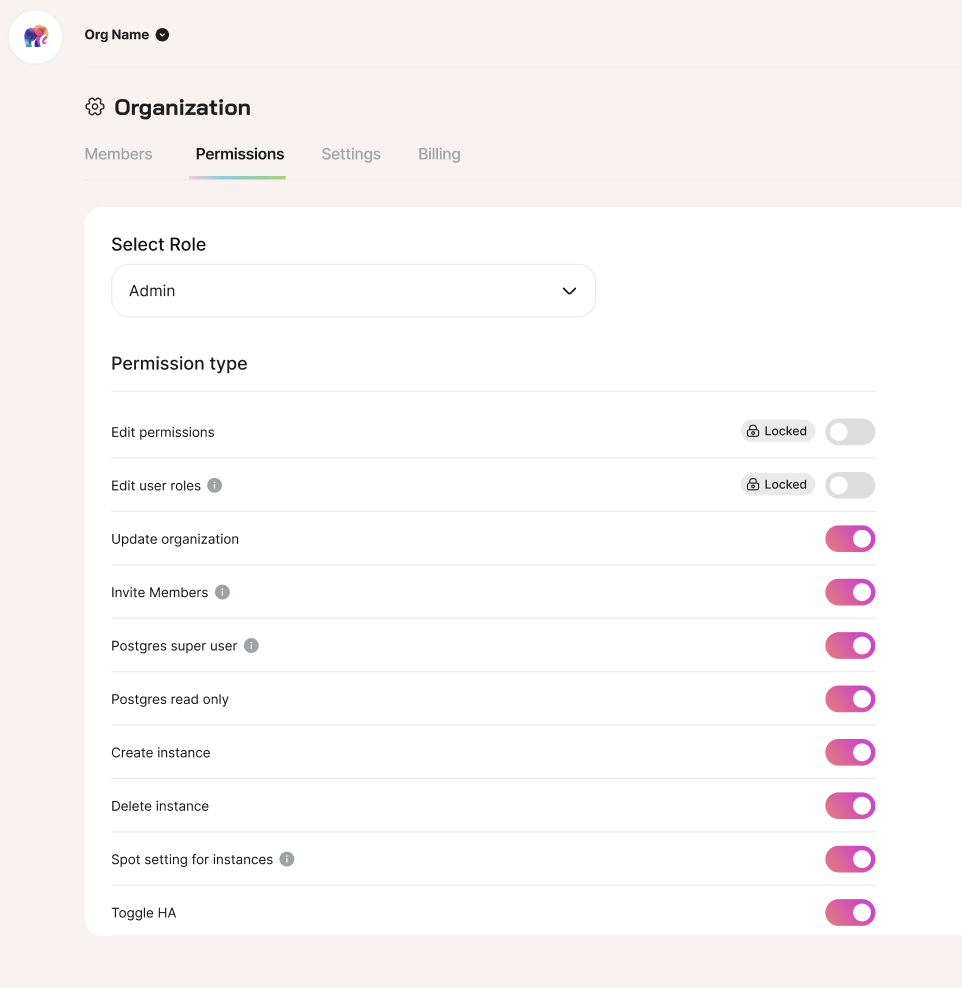 Org Name
Organization
Members Permissions Settings Billing
Select Role
Admin
Permission type
Edit permissions Locked
Edit user roles Locked
Update organization
Invite Members
Postgres super user
Postgres read only
Create instance
Delete instance
Spot setting for instances
Toggle HA